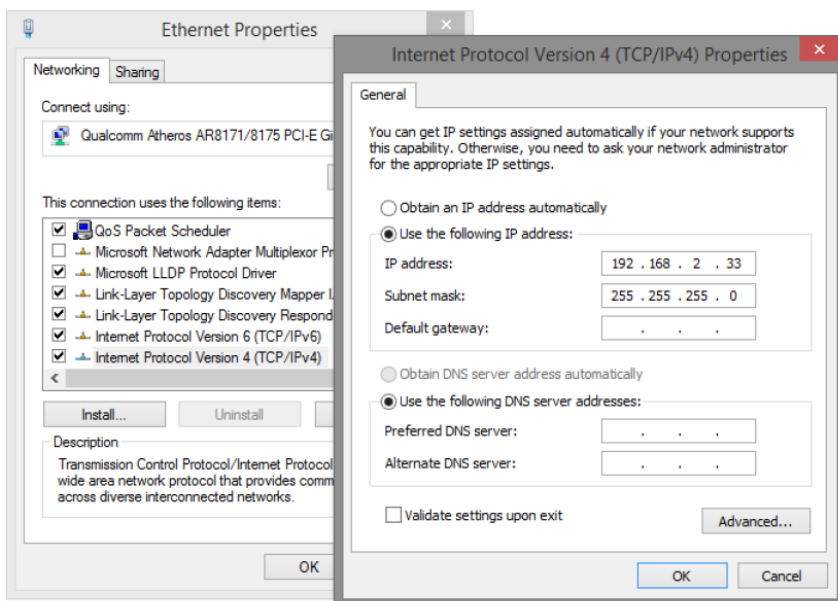 Ethernet Properties
Networking
Sharing
Connect using:
Qualcomm Atheros AR8171/8175 PCI-E
This connection uses the following items:
QoS Packet Scheduler
Microsoft Network Adapter Multiplexor
Microsoft LLDP Protocol Driver
Link-Layer Topology Discovery Mapper
Link-Layer Topology Discovery
Internet Protocol Version 6 (TCP/IPv6)
Internet Protocol Version 4 (TCP/IPv4)
Install...
Uninstall
Description
Transmission Control Protocol/Internet Protocol
wide area network protocol that provides
across diverse interconnected networks.
OK
Internet Protocol Version 4 (TCP/IPv4) Properties
General
You can get IP settings assigned automatically if your network supports
this capability. Otherwise, you need to ask your network administrator
for the appropriate IP settings.
Obtain an IP address automatically
Use the following IP address:
IP address: 192 . 168 . 2 . 33
Subnet mask: 255 . 255 . 255 . 0
Default gateway: . . .
Obtain DNS server address automatically
Use the following DNS server addresses:
Preferred DNS server: . . .
Alternate DNS server: . . .
Validate settings upon exit
Advanced...
OK
Cancel